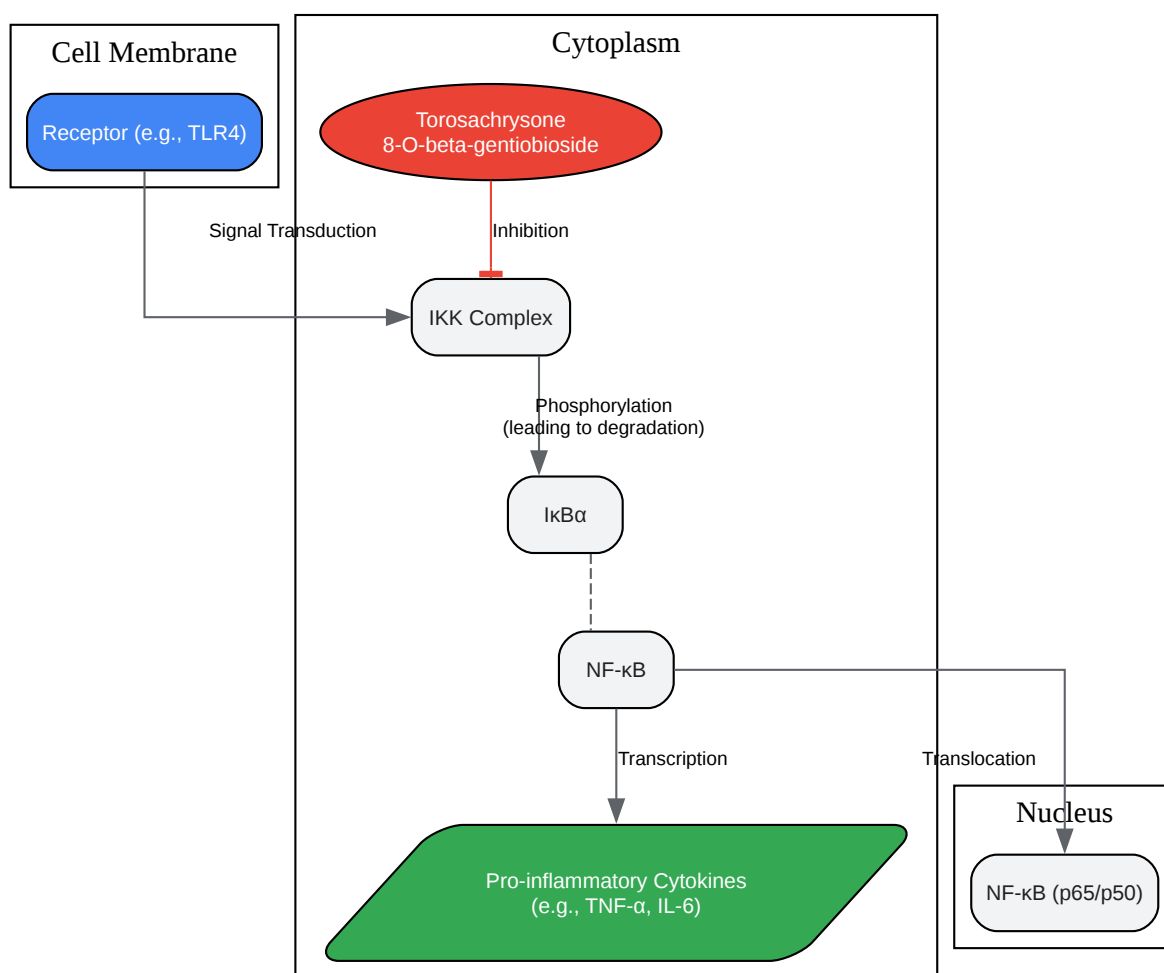 Cell Membrane
Cytoplasm
Receptor (e.g., TLR4)
Torosachrysone
8-O-beta-gentiobioside
Signal Transduction
Inhibition
IKK Complex
Phosphorylation
(leading to degradation)
IκBα
NF-κB
Transcription
Translocation
Nucleus
Pro-inflammatory Cytokines
(e.g., TNF-α, IL-6)
NF-κB (p65/p50)